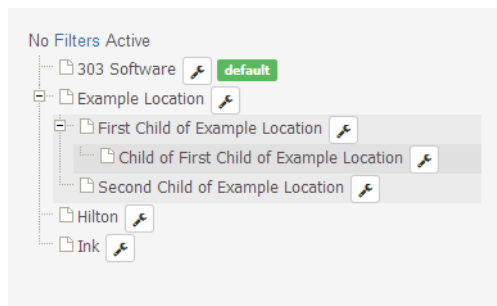 No Filters Active
303 Software default
Example Location
First Child of Example Location
Child of First Child of Example Location
Second Child of Example Location
Hilton
Ink